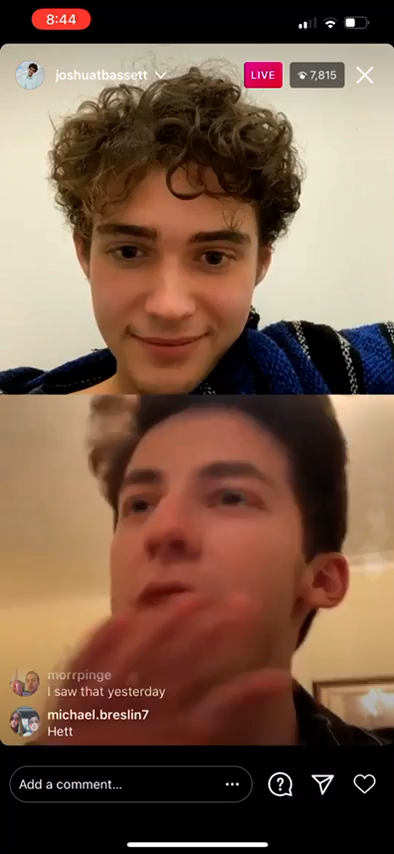 8:44
joshuatbassett
LIVE
7,815
morrpinge
I saw that yesterday
michael.breslin7
Hett
Add a comment...